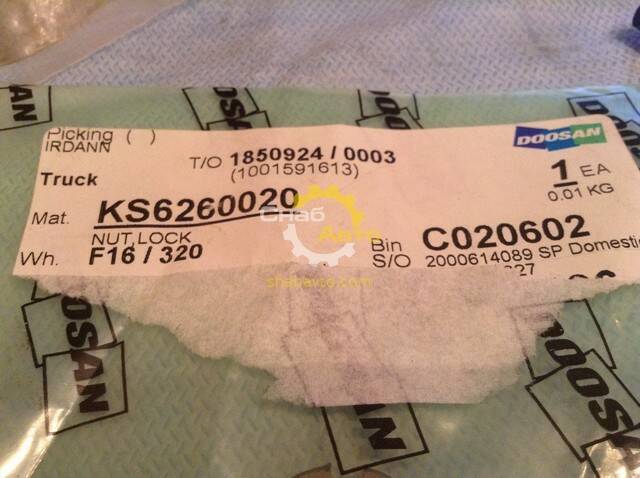 Picking ( )
IRDANN
DOOSAN
T/O 1850924 / 0003
(1001591613)
1 EA
0.01 KG
Truck
Mat. KS6260020
NUT,LOCK
Wh. F16 / 320
Bin C020602
S/O 2000614089 SP Domestic
327
Снаб
Авто
snabavto.com
DOOSAN
DOOSAN
DOOSAN